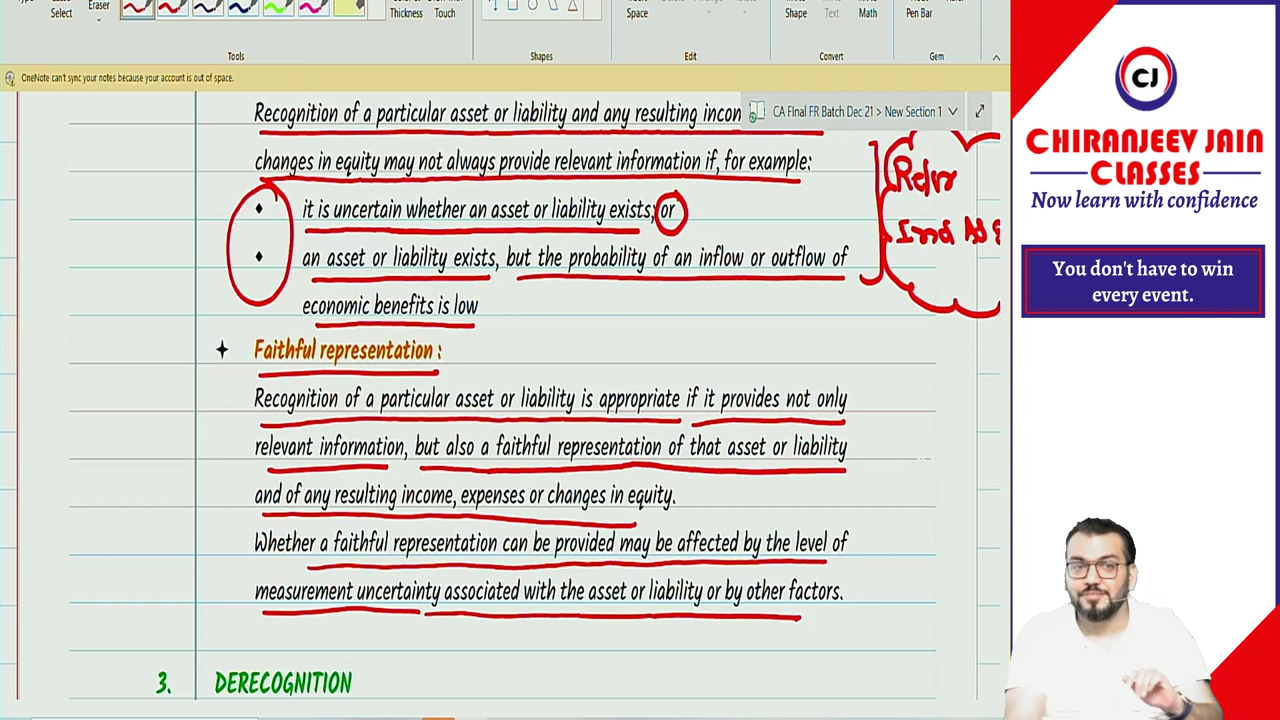 Select
Eraser
Thickness
Touch
Space
Shape
Text
Math
Pen Bar
Tools
Shapes
Edit
Convert
Gem
OneNote can't sync your notes because your account is out of space.
Recognition of a particular asset or liability and any resulting incom
CA FInal FR Batch Dec 21 > New Section 1
changes in equity may not always provide relevant information if, for example:
it is uncertain whether an asset or liability exists; or
an asset or liability exists, but the probability of an inflow or outflow of
economic benefits is low
Refer
Ind AS
Faithful representation :
Recognition of a particular asset or liability is appropriate if it provides not only
relevant information, but also a faithful representation of that asset or liability
and of any resulting income, expenses or changes in equity.
Whether a faithful representation can be provided may be affected by the level of
measurement uncertainty associated with the asset or liability or by other factors.
3. DERECOGNITION
CJ
CHIRANJEEV JAIN
CLASSES
Now learn with confidence
You don't have to win
every event.